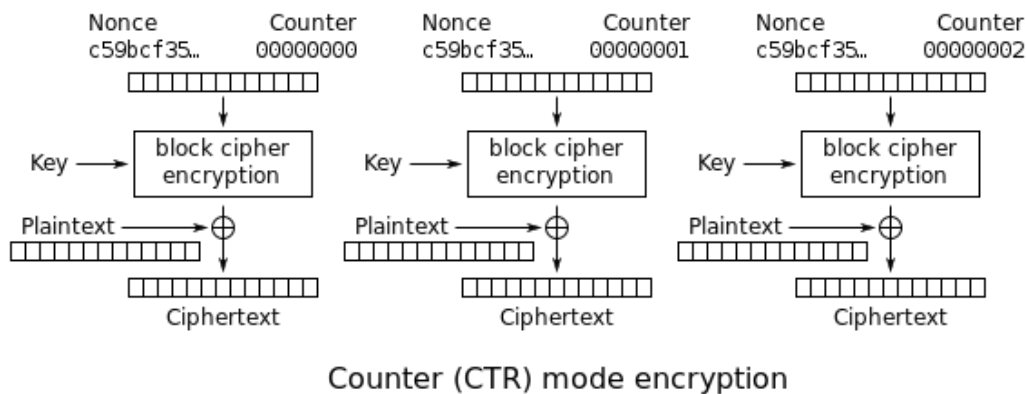 Nonce Counter Nonce Counter Nonce Counter
c59bcf35… 00000000 c59bcf35… 00000001 c59bcf35… 00000002
Key block cipher encryption Key block cipher encryption Key block cipher encryption
Plaintext Plaintext Plaintext
Ciphertext Ciphertext Ciphertext
Counter (CTR) mode encryption